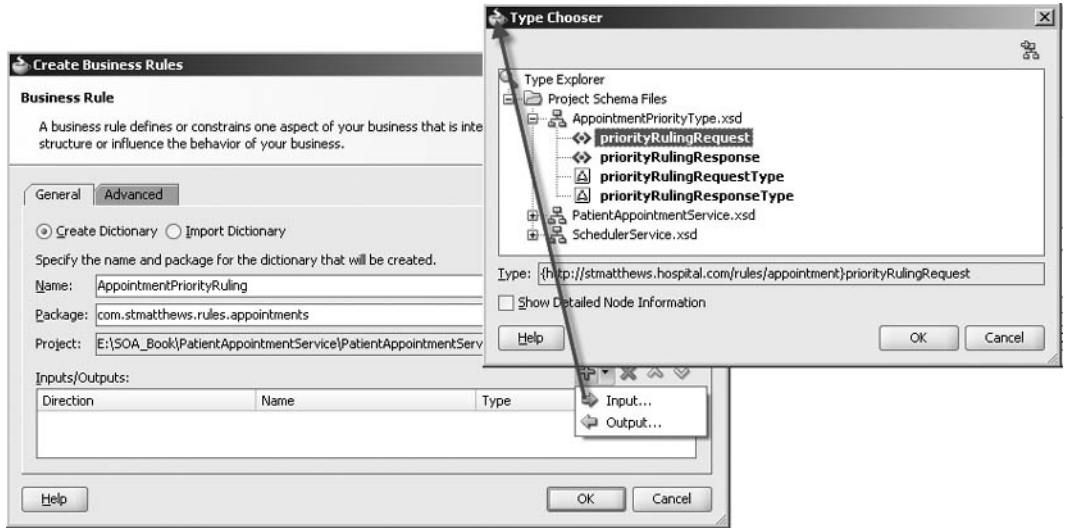 Type Chooser
Type Explorer
Project Schema Files
AppointmentPriorityType.xsd
priorityRulingRequest
priorityRulingResponse
priorityRulingRequestType
priorityRulingResponseType
PatientAppointmentService.xsd
SchedulerService.xsd
Type: {http://stmatthews.hospital.com/rules/appointment}priorityRulingRequest
Show Detailed Node Information
Help OK Cancel
Create Business Rules
Business Rule
A business rule defines or constrains one aspect of your business that is inte
structure or influence the behavior of your business.
General Advanced
Create Dictionary Import Dictionary
Specify the name and package for the dictionary that will be created.
Name: AppointmentPriorityRuling
Package: com.stmatthews.rules.appointments
Project: E:\SOA_Book\PatientAppointmentService\PatientAppointmentServ
Inputs/Outputs:
Direction Name Type
Input...
Output...
Help OK Cancel